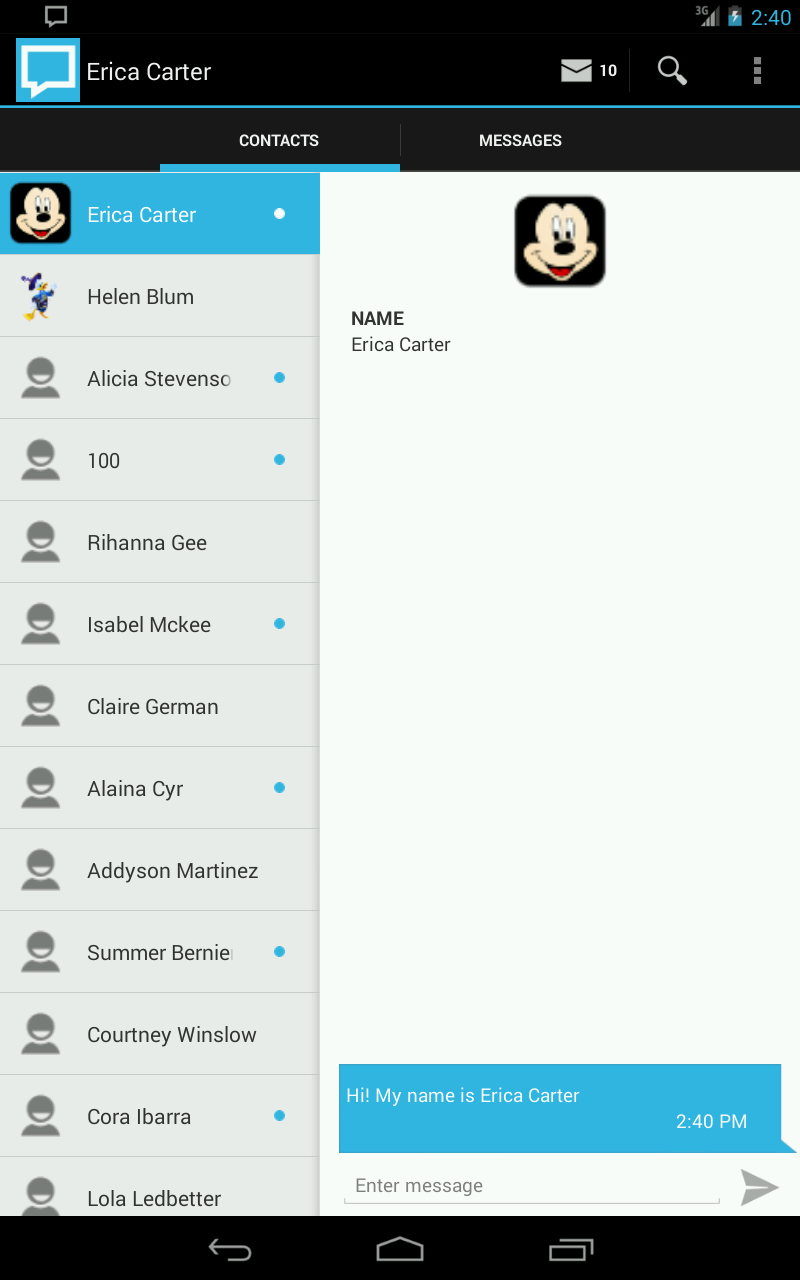 3G 2:40
Erica Carter 10
CONTACTS MESSAGES
Erica Carter
Helen Blum
Alicia Stevenso
100
Rihanna Gee
Isabel Mckee
Claire German
Alaina Cyr
Addyson Martinez
Summer Bernie
Courtney Winslow
Cora Ibarra
Lola Ledbetter
NAME
Erica Carter
Hi! My name is Erica Carter
2:40 PM
Enter message